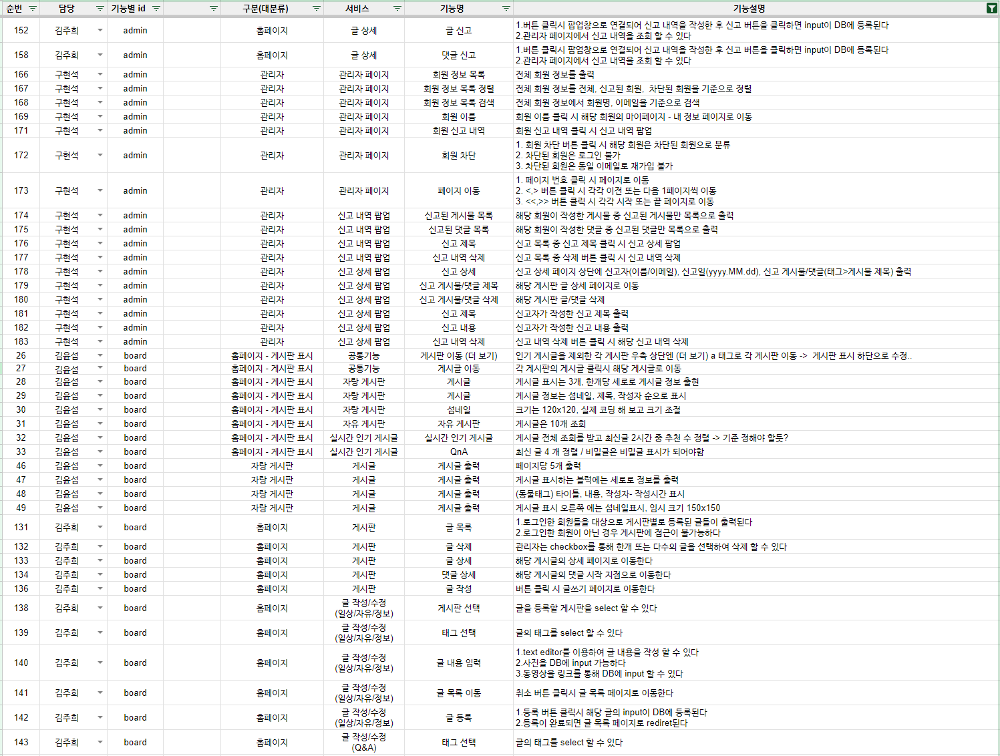 순번 담당 기능별 id 구분(대분류) 서비스 기능명 기능설명
152 김주희 admin 홈페이지 글 상세 글 신고 1.버튼 클릭시 팝업창으로 연결되어 신고 내역을 작성한 후 신고 버튼을 클릭하면 input이 DB에 등록된다
2.관리자 페이지에서 신고 내역을 조회 할 수 있다
158 김주희 admin 홈페이지 글 상세 댓글 신고 1.버튼 클릭시 팝업창으로 연결되어 신고 내역을 작성한 후 신고 버튼을 클릭하면 input이 DB에 등록된다
2.관리자 페이지에서 신고 내역을 조회 할 수 있다
166 구현석 admin 관리자 관리자 페이지 회원 정보 목록 전체 회원 정보를 출력
167 구현석 admin 관리자 관리자 페이지 회원 정보 목록 정렬 전체 회원 정보를 전체, 신고된 회원, 차단된 회원을 기준으로 정렬
168 구현석 admin 관리자 관리자 페이지 회원 정보 목록 검색 전체 회원 정보에서 회원명, 이메일을 기준으로 검색
169 구현석 admin 관리자 관리자 페이지 회원 이름 회원 이름 클릭 시 해당 회원의 마이페이지 - 내 정보 페이지로 이동
171 구현석 admin 관리자 관리자 페이지 회원 신고 내역 회원 신고 내역 클릭 시 신고 내역 팝업
172 구현석 admin 관리자 관리자 페이지 회원 차단 1. 회원 차단 버튼 클릭 시 해당 회원은 차단된 회원으로 분류
2. 차단된 회원은 로그인 불가
3. 차단된 회원은 동일 이메일로 재가입 불가
173 구현석 admin 관리자 관리자 페이지 페이지 이동 1. 페이지 번호 클릭 시 페이지로 이동
2. <,> 버튼 클릭 시 각각 이전 또는 다음 1페이지씩 이동
3. <<,>> 버튼 클릭 시 각각 시작 또는 끝 페이지로 이동
174 구현석 admin 관리자 신고 내역 팝업 신고된 게시물 목록 해당 회원이 작성한 게시물 중 신고된 게시물만 목록으로 출력
175 구현석 admin 관리자 신고 내역 팝업 신고된 댓글 목록 해당 회원이 작성한 댓글 중 신고된 댓글만 목록으로 출력
176 구현석 admin 관리자 신고 내역 팝업 신고 제목 신고 목록 중 신고 제목 클릭 시 신고 상세 팝업
177 구현석 admin 관리자 신고 내역 팝업 신고 내역 삭제 신고 목록 중 삭제 버튼 클릭 시 신고 내역 삭제
178 구현석 admin 관리자 신고 상세 팝업 신고 상세 신고 상세 페이지 상단에 신고자(이름/이메일), 신고일(yyyy.MM.dd), 신고 게시물/댓글(태그>게시물 제목) 출력
179 구현석 admin 관리자 신고 상세 팝업 신고 게시물/댓글 제목 해당 게시판 글 상세 페이지로 이동
180 구현석 admin 관리자 신고 상세 팝업 신고 게시물/댓글 삭제 해당 게시판 글/댓글 삭제
181 구현석 admin 관리자 신고 상세 팝업 신고 제목 신고자가 작성한 신고 제목 출력
182 구현석 admin 관리자 신고 상세 팝업 신고 내용 신고자가 작성한 신고 내용 출력
183 구현석 admin 관리자 신고 상세 팝업 신고 내역 삭제 신고 내역 삭제 버튼 클릭 시 해당 신고 내역 삭제
26 김윤섭 board 홈페이지 - 게시판 표시 공통기능 게시판 이동 (더 보기) 인기 게시글을 제외한 각 게시판 우측 상단엔 (더 보기) a 태그로 각 게시판 이동 -> 게시판 표시 하단으로 수정..
27 김윤섭 board 홈페이지 - 게시판 표시 공통기능 게시글 이동 각 게시판의 게시글 클릭시 해당 게시글로 이동
28 김윤섭 board 홈페이지 - 게시판 표시 자랑 게시판 게시글 게시글 표시는 3개, 한개당 세로로 게시글 정보 출현
29 김윤섭 board 홈페이지 - 게시판 표시 자랑 게시판 게시글 게시글 정보는 섬네일, 제목, 작성자 순으로 표시
30 김윤섭 board 홈페이지 - 게시판 표시 자랑 게시판 섬네일 크기는 120x120, 실제 코딩 해 보고 크기 조절
31 김윤섭 board 홈페이지 - 게시판 표시 자유 게시판 자유 게시판 게시글은 10개 조회
32 김윤섭 board 홈페이지 - 게시판 표시 실시간 인기 게시글 실시간 인기 게시글 게시글 전체 조회를 받고 최신글 2시간 중 추천 수 정렬 -> 기준 정해야 할듯?
33 김윤섭 board 홈페이지 - 게시판 표시 실시간 인기 게시글 QnA 최신 글 4 개 정렬 / 비밀글은 비밀글 표시가 되어야함
46 김윤섭 board 자랑 게시판 게시글 게시글 출력 페이지당 5개 출력
47 김윤섭 board 자랑 게시판 게시글 게시글 출력 게시글 표시하는 블럭에는 세로로 정보를 출력
48 김윤섭 board 자랑 게시판 게시글 게시글 출력 (동물태그) 타이틀, 내용, 작성자- 작성시간 표시
49 김윤섭 board 자랑 게시판 게시글 게시글 출력 게시글 표시 오른쪽 에는 섬네일표시, 임시 크기 150x150
131 김주희 board 홈페이지 게시판 글 목록 1.로그인한 회원들을 대상으로 게시판별로 등록된 글들이 출력된다
2.로그인한 회원이 아닌 경우 게시판에 접근이 불가능하다
132 김주희 board 홈페이지 게시판 글 삭제 관리자는 checkbox를 통해 한개 또는 다수의 글을 선택하여 삭제 할 수 있다
133 김주희 board 홈페이지 게시판 글 상세 해당 게시글의 상세 페이지로 이동한다
134 김주희 board 홈페이지 게시판 댓글 상세 해당 게시글의 댓글 시작 지점으로 이동한다
136 김주희 board 홈페이지 게시판 글 작성 버튼 클릭 시 글쓰기 페이지로 이동한다
138 김주희 board 홈페이지 글 작성/수정 게시판 선택 글을 등록할 게시판을 select 할 수 있다
(일상/자유/정보)
139 김주희 board 홈페이지 글 작성/수정 태그 선택 글의 태그를 select 할 수 있다
(일상/자유/정보)
140 김주희 board 홈페이지 글 작성/수정 글 내용 입력 1.text editor를 이용하여 글 내용을 작성 할 수 있다
(일상/자유/정보) 2.사진을 DB에 input 가능하다
3.동영상을 링크를 통해 DB에 input 할 수 있다
141 김주희 board 홈페이지 글 작성/수정 글 목록 이동 취소 버튼 클릭시 글 목록 페이지로 이동한다
(일상/자유/정보)
142 김주희 board 홈페이지 글 작성/수정 글 등록 1.등록 버튼 클릭시 해당 글의 input이 DB에 등록된다
(일상/자유/정보) 2.등록이 완료되면 글 목록 페이지로 rediret된다
143 김주희 board 홈페이지 글 작성/수정 태그 선택 글의 태그를 select 할 수 있다
(Q&A)